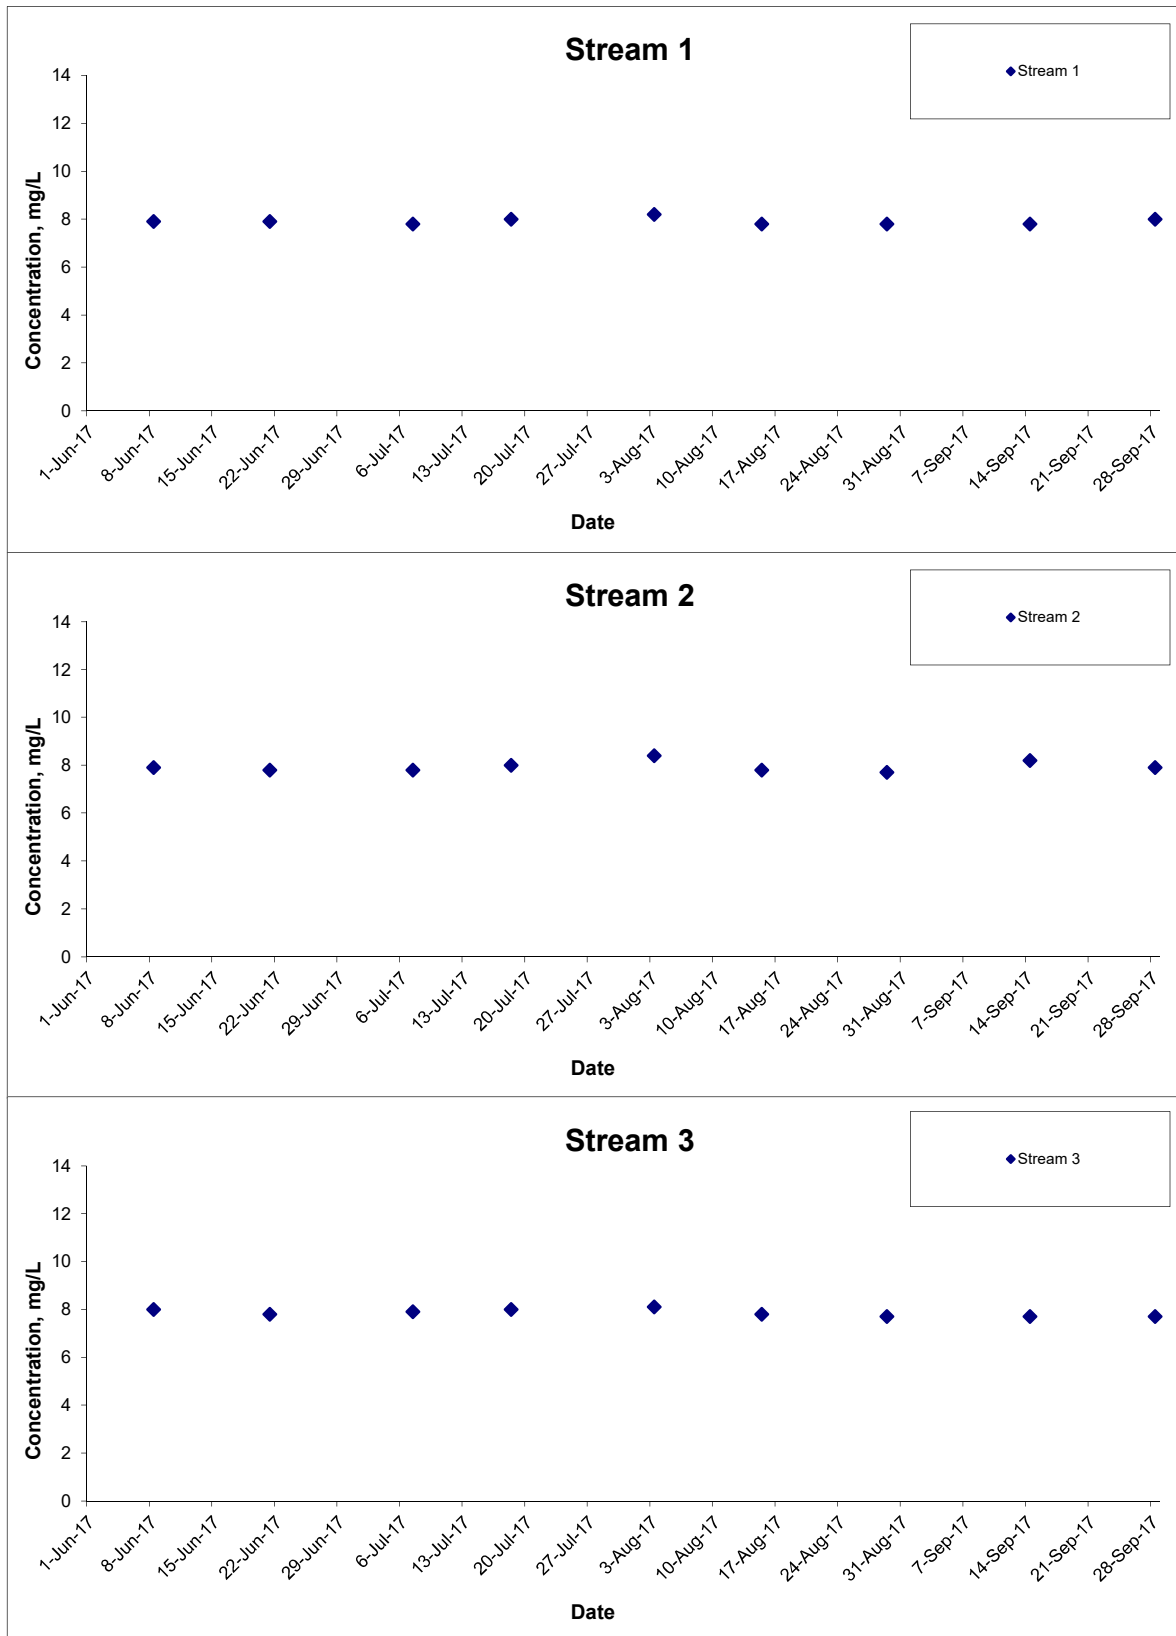 Stream 1
Stream 1
14
12
10
8
6
4
2
0
Concentration, mg/L
1-Jun-17
8-Jun-17
15-Jun-17
22-Jun-17
29-Jun-17
6-Jul-17
13-Jul-17
20-Jul-17
27-Jul-17
3-Aug-17
10-Aug-17
17-Aug-17
24-Aug-17
31-Aug-17
7-Sep-17
14-Sep-17
21-Sep-17
28-Sep-17
Date
Stream 2
Stream 2
14
12
10
8
6
4
2
0
Concentration, mg/L
1-Jun-17
8-Jun-17
15-Jun-17
22-Jun-17
29-Jun-17
6-Jul-17
13-Jul-17
20-Jul-17
27-Jul-17
3-Aug-17
10-Aug-17
17-Aug-17
24-Aug-17
31-Aug-17
7-Sep-17
14-Sep-17
21-Sep-17
28-Sep-17
Date
Stream 3
Stream 3
14
12
10
8
6
4
2
0
Concentration, mg/L
1-Jun-17
8-Jun-17
15-Jun-17
22-Jun-17
29-Jun-17
6-Jul-17
13-Jul-17
20-Jul-17
27-Jul-17
3-Aug-17
10-Aug-17
17-Aug-17
24-Aug-17
31-Aug-17
7-Sep-17
14-Sep-17
21-Sep-17
28-Sep-17
Date